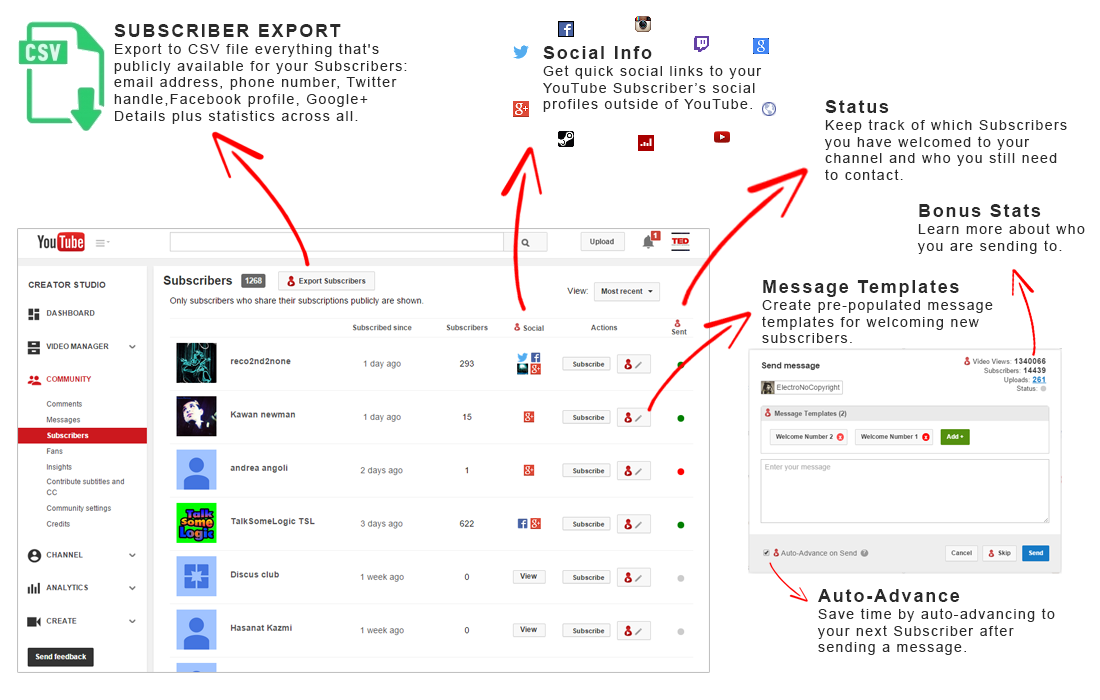 CSV
SUBSCRIBER EXPORT
Export to CSV file everything that's
publicly available for your Subscribers:
email address, phone number, Twitter
handle,Facebook profile, Google+
Details plus statistics across all.
Social Info
Get quick social links to your
YouTube Subscriber's social
profiles outside of YouTube.
Status
Keep track of which Subscribers
you have welcomed to your
channel and who you still need
to contact.
Bonus Stats
Learn more about who
you are sending to.
Message Templates
Create pre-populated message
templates for welcoming new
subscribers.
YouTube
Upload
1
TED
CREATOR STUDIO
DASHBOARD
VIDEO MANAGER
COMMUNITY
Comments
Messages
Subscribers
Fans
Insights
Contribute subtitles and
CC
Community settings
Credits
CHANNEL
ANALYTICS
CREATE
Send feedback
Subscribers 1268 Export Subscribers
Only subscribers who share their subscriptions publicly are shown.
View: Most recent
Subscribed since Subscribers Social Actions Sent
reco2nd2none 1 day ago 293 Subscribe
Kawan newman 1 day ago 15 Subscribe
andrea angoli 2 days ago 1 Subscribe
Talk Some Logic
TalkSomeLogic TSL 3 days ago 622 Subscribe
Discus club 1 week ago 0 View Subscribe
Hasanat Kazmi 1 week ago 0 View Subscribe
Send message
Video Views: 1340066
Subscribers: 14439
Uploads: 261
Status:
ElectroNoCopyright
Message Templates (2)
Welcome Number 2 x Welcome Number 1 x Add +
Enter your message
Auto-Advance on Send ? Cancel Skip Send
Auto-Advance
Save time by auto-advancing to
your next Subscriber after
sending a message.